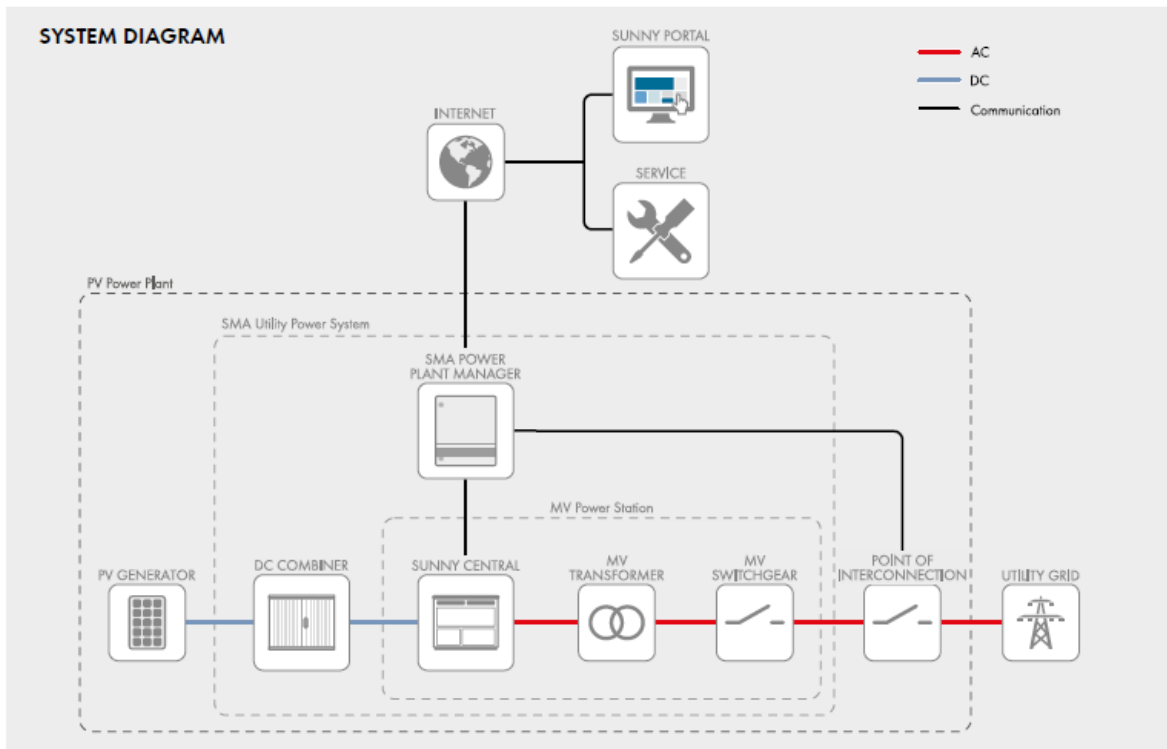 SYSTEM DIAGRAM
SUNNY PORTAL
AC
DC
Communication
INTERNET
SERVICE
PV Power Plant
SMA Utility Power System
SMA POWER
PLANT MANAGER
MV Power Station
PV GENERATOR
DC COMBINER
SUNNY CENTRAL
MV
TRANSFORMER
MV
SWITCHGEAR
POINT OF
INTERCONNECTION
UTILITY GRID